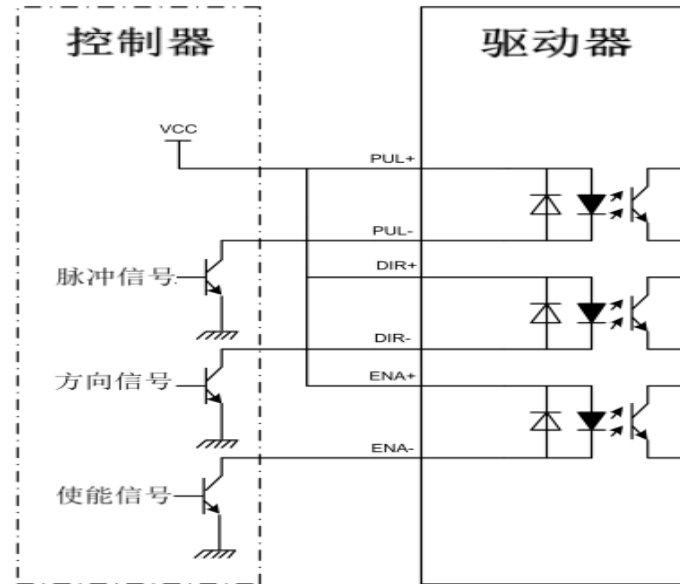 控制器
驱动器
VCC
PUL+
PUL-
脉冲信号
DIR+
DIR-
方向信号
ENA+
ENA-
使能信号